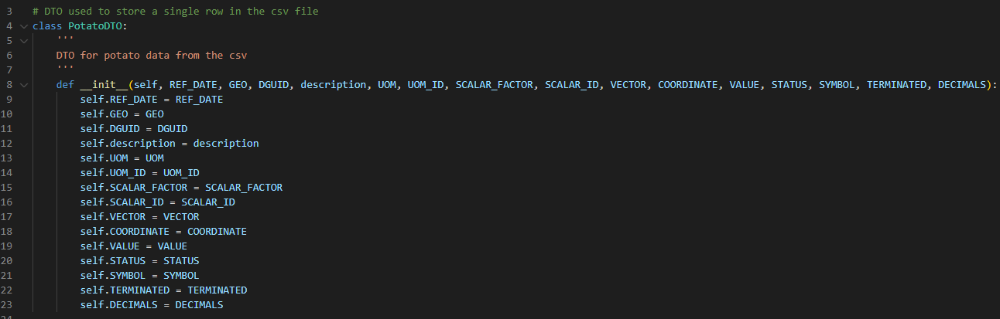 3 # DTO used to store a single row in the csv file
4 class PotatoDTO:
5     '''
6     DTO for potato data from the csv
7     '''
8     def __init__(self, REF_DATE, GEO, DGUID, description, UOM, UOM_ID, SCALAR_FACTOR, SCALAR_ID, VECTOR, COORDINATE, VALUE, STATUS, SYMBOL, TERMINATED, DECIMALS):
9         self.REF_DATE = REF_DATE
10         self.GEO = GEO
11         self.DGUID = DGUID
12         self.description = description
13         self.UOM = UOM
14         self.UOM_ID = UOM_ID
15         self.SCALAR_FACTOR = SCALAR_FACTOR
16         self.SCALAR_ID = SCALAR_ID
17         self.VECTOR = VECTOR
18         self.COORDINATE = COORDINATE
19         self.VALUE = VALUE
20         self.STATUS = STATUS
21         self.SYMBOL = SYMBOL
22         self.TERMINATED = TERMINATED
23         self.DECIMALS = DECIMALS